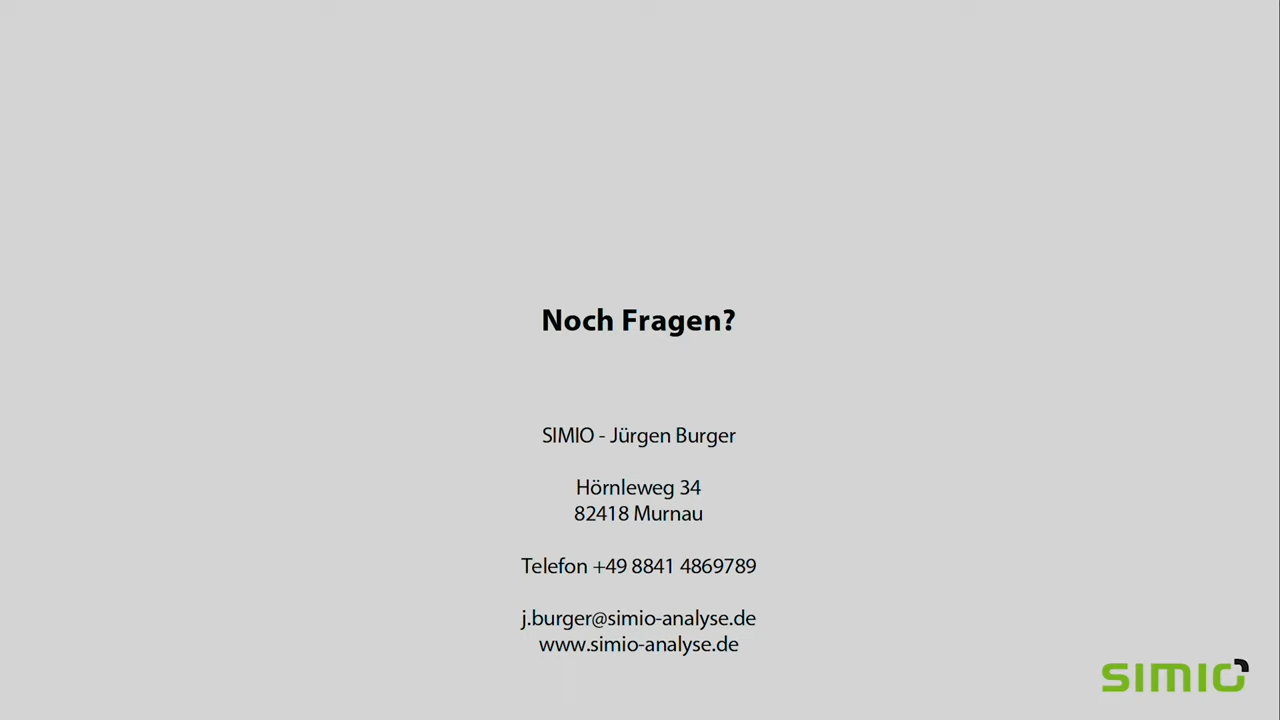 Noch Fragen?
SIMIO - Jürgen Burger
Hörnleweg 34
82418 Murnau
Telefon +49 8841 4869789
j.burger@simio-analyse.de
www.simio-analyse.de
SIMIO